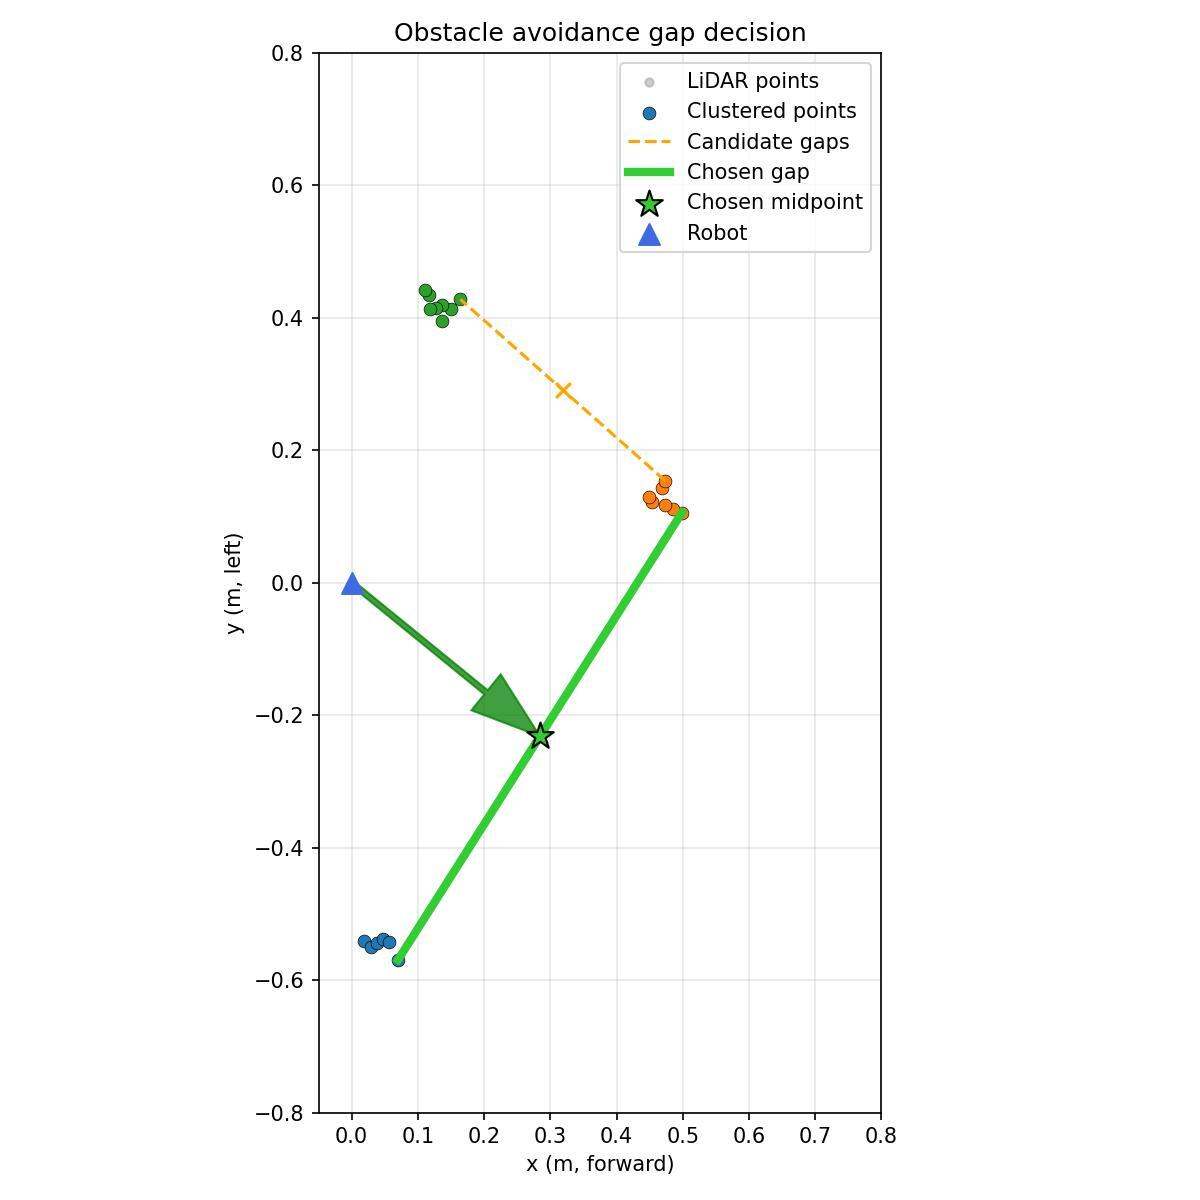 Obstacle avoidance gap decision
LiDAR points
Clustered points
Candidate gaps
Chosen gap
Chosen midpoint
Robot
0.8
0.6
0.4
0.2
0.0
−0.2
−0.4
−0.6
−0.8
y (m, left)
0.0 0.1 0.2 0.3 0.4 0.5 0.6 0.7 0.8
x (m, forward)